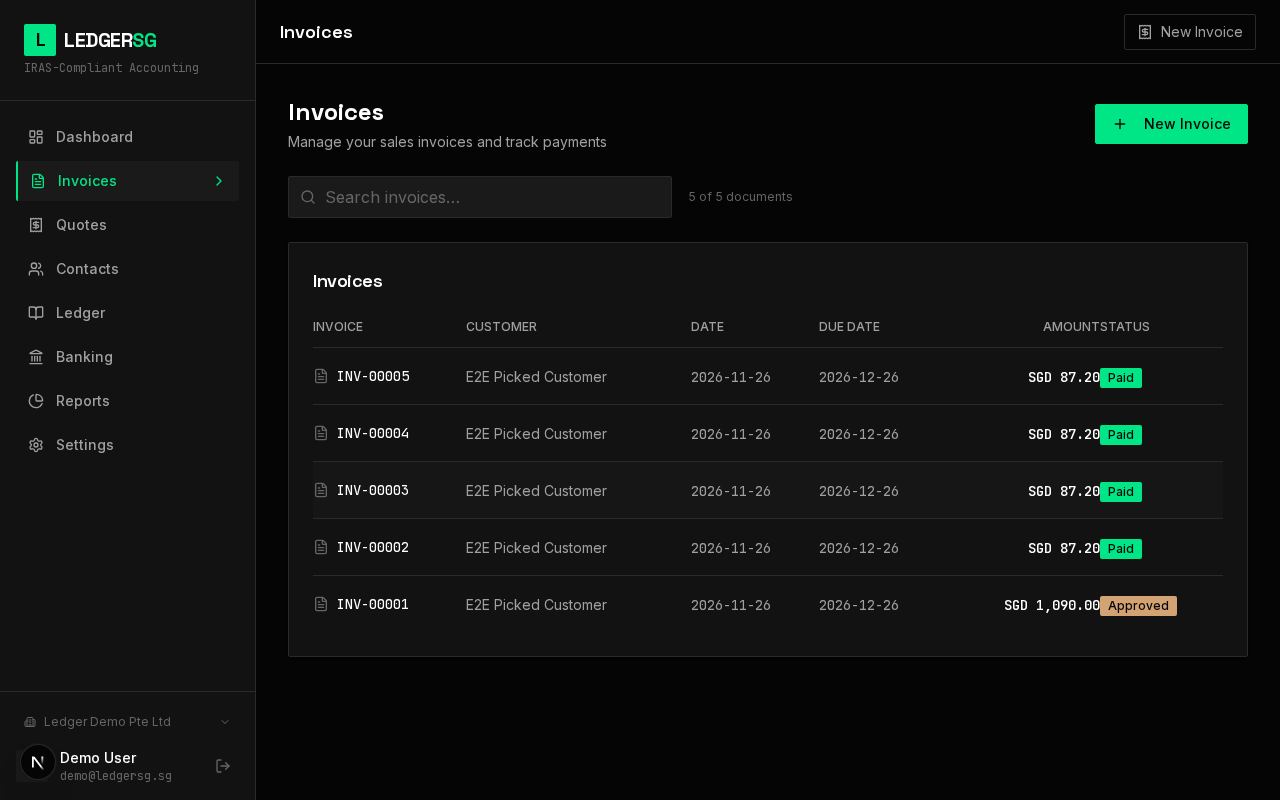 L LEDGERSG
IRAS-Compliant Accounting
Dashboard
Invoices
Quotes
Contacts
Ledger
Banking
Reports
Settings
Ledger Demo Pte Ltd
N
Demo User
demo@ledgersg.sg
Invoices
New Invoice
Invoices
Manage your sales invoices and track payments
New Invoice
Search invoices...
5 of 5 documents
Invoices
INVOICE CUSTOMER DATE DUE DATE AMOUNT STATUS
INV-00005 E2E Picked Customer 2026-11-26 2026-12-26 SGD 87.20 Paid
INV-00004 E2E Picked Customer 2026-11-26 2026-12-26 SGD 87.20 Paid
INV-00003 E2E Picked Customer 2026-11-26 2026-12-26 SGD 87.20 Paid
INV-00002 E2E Picked Customer 2026-11-26 2026-12-26 SGD 87.20 Paid
INV-00001 E2E Picked Customer 2026-11-26 2026-12-26 SGD 1,090.00 Approved